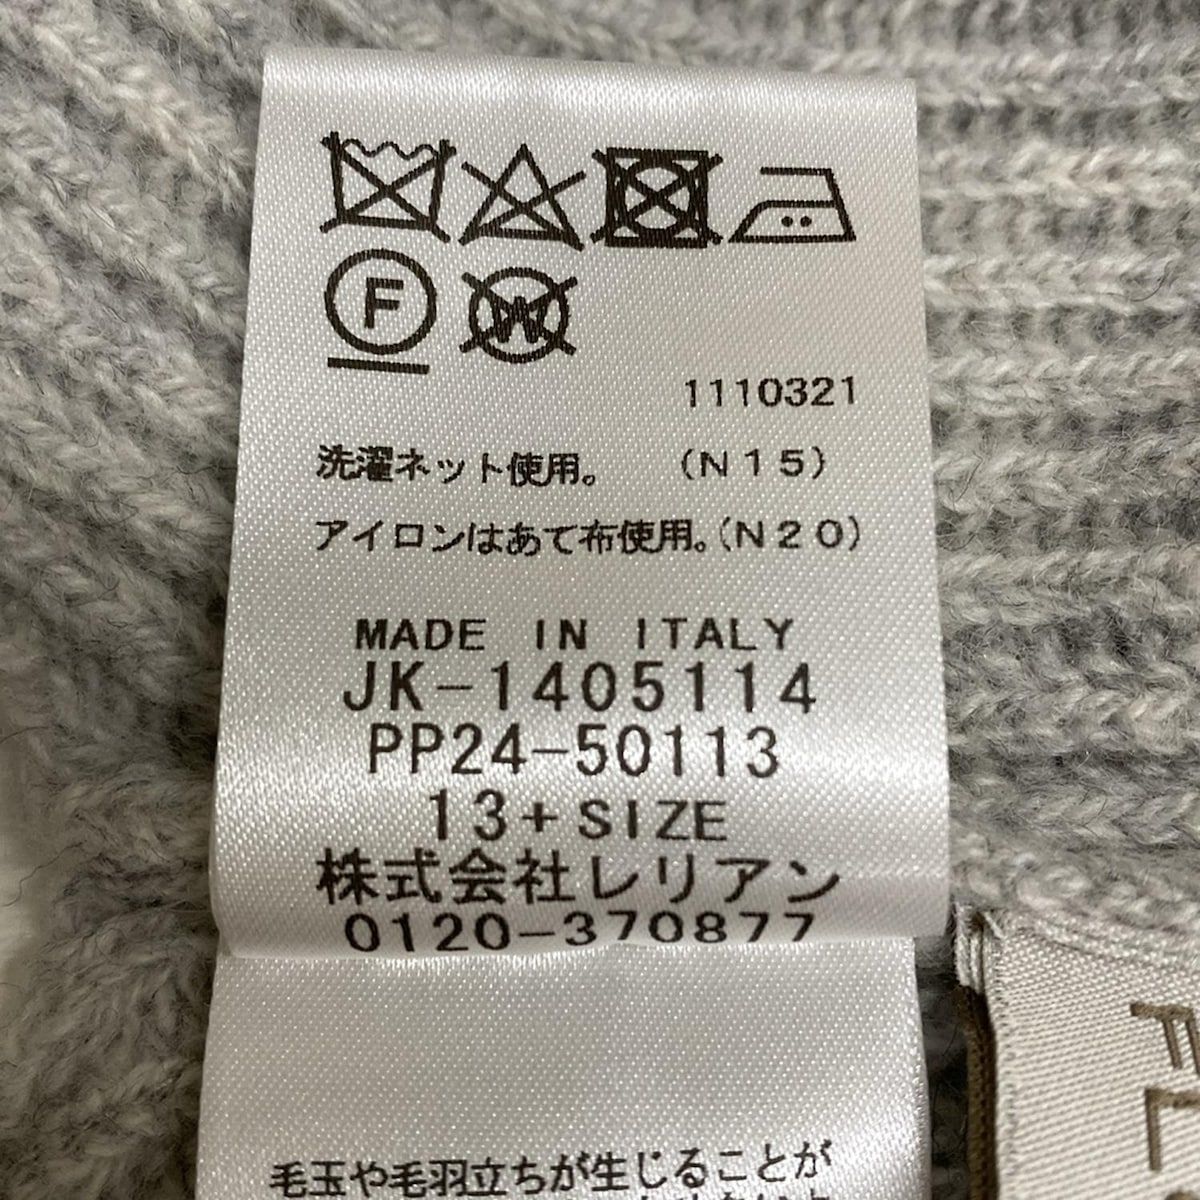 F
W
1110321
洗濯ネット使用。 (N15)
アイロンはあて布使用。(N20)
MADE IN ITALY
JK-1405114
PP24-50113
13+SIZE
株式会社レリアン
0120-370877
毛玉や毛羽立ちが生じることが
FL